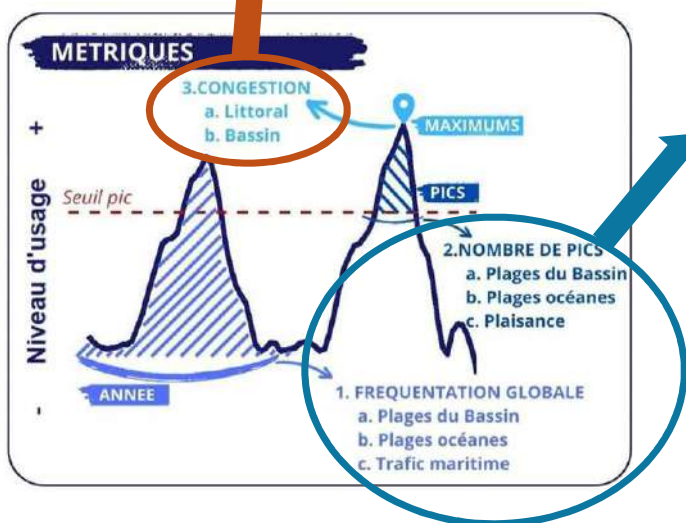 METRIQUES
3.CONGESTION
a. Littoral
b. Bassin
MAXIMUMS
+
Niveau d'usage
-
Seuil pic
PICS
2.NOMBRE DE PICS
a. Plages du Bassin
b. Plages océanes
c. Plaisance
ANNEE
1. FREQUENTATION GLOBALE
a. Plages du Bassin
b. Plages océanes
c. Trafic maritime